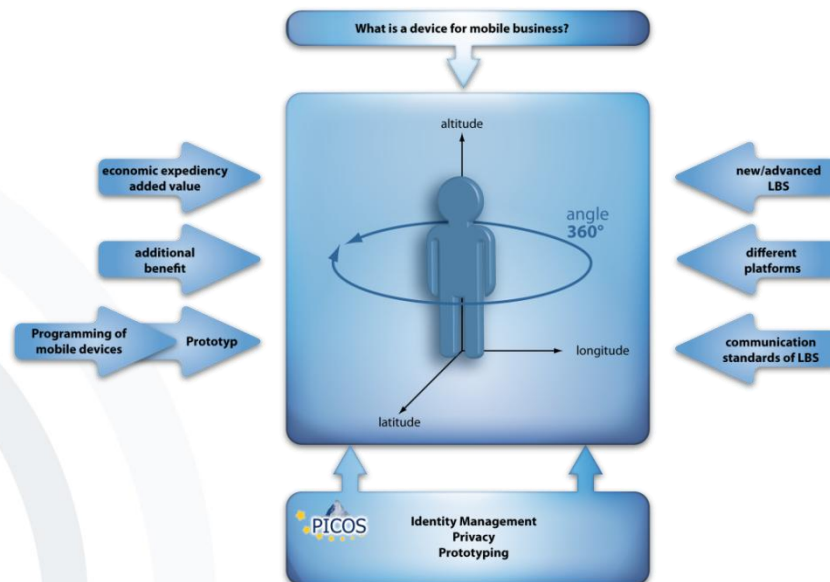 What is a device for mobile business?
altitude
economic expediency
added value
new/advanced
LBS
angle
360°
additional
benefit
different
platforms
Programming of
mobile devices
Prototyp
longitude
communication
standards of LBS
latitude
PICOS
Identity Management
Privacy
Prototyping